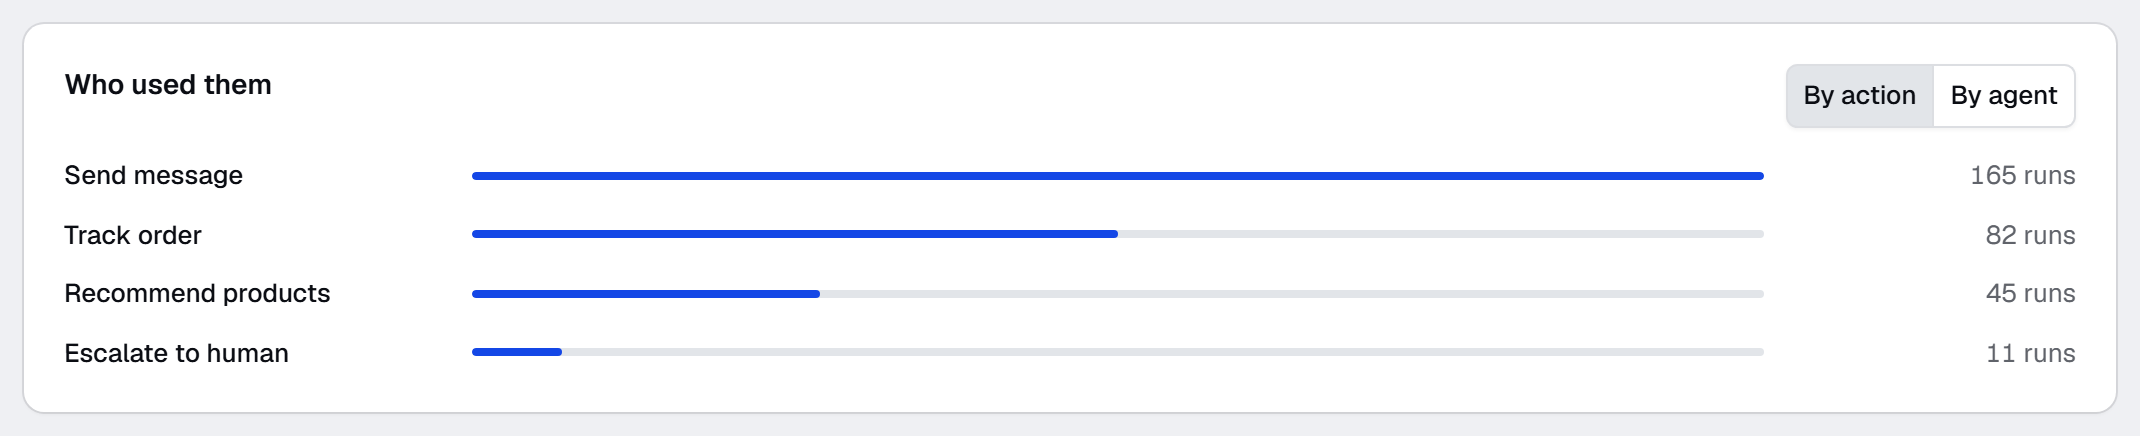 Who used them
By action
By agent
Send message
165 runs
Track order
82 runs
Recommend products
45 runs
Escalate to human
11 runs